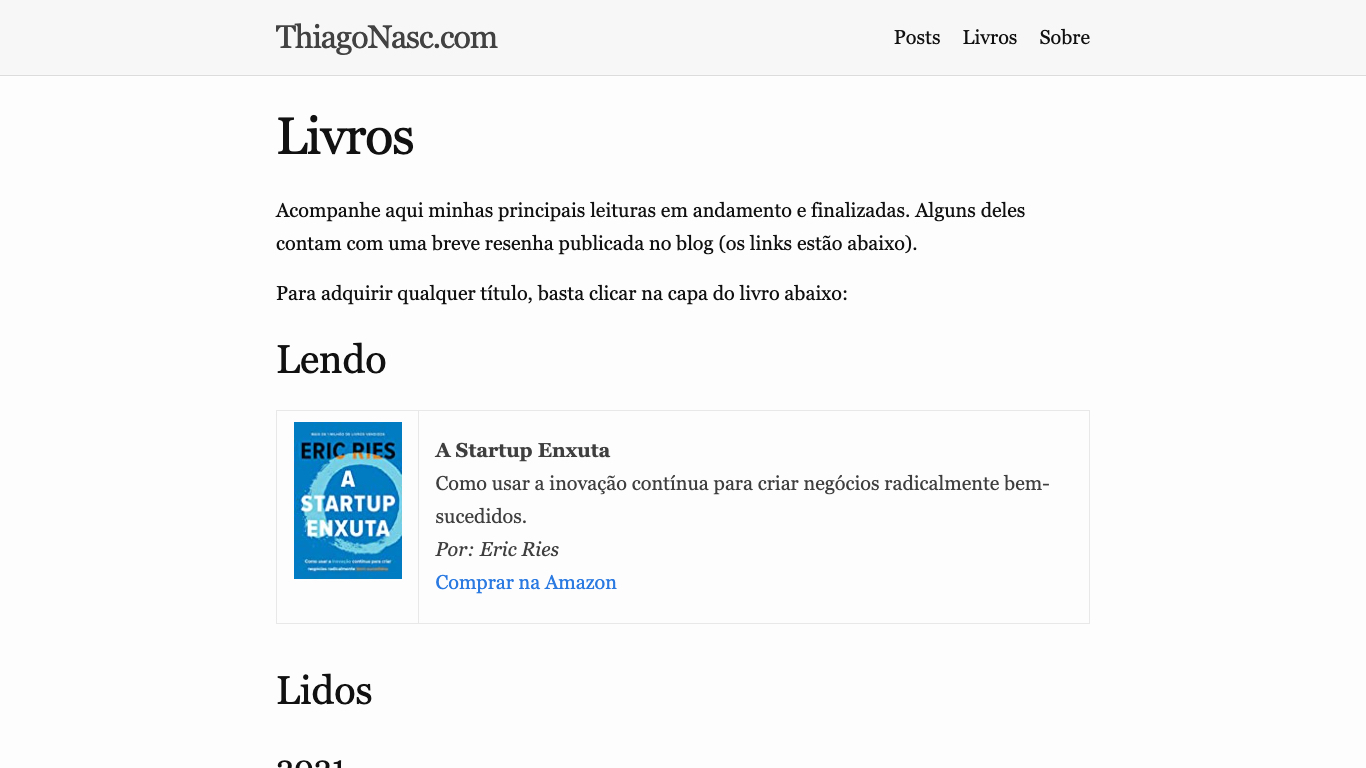 ThiagoNasc.com
Posts Livros Sobre
Livros
Acompanhe aqui minhas principais leituras em andamento e finalizadas. Alguns deles
contam com uma breve resenha publicada no blog (os links estão abaixo).
Para adquirir qualquer título, basta clicar na capa do livro abaixo:
Lendo
ERIC RIES
A
STARTUP
ENXUTA
Como usar a inovação contínua para criar
negócios radicalmente bem-sucedidos
A Startup Enxuta
Como usar a inovação contínua para criar negócios radicalmente bem-
sucedidos.
Por: Eric Ries
Comprar na Amazon
Lidos
2021